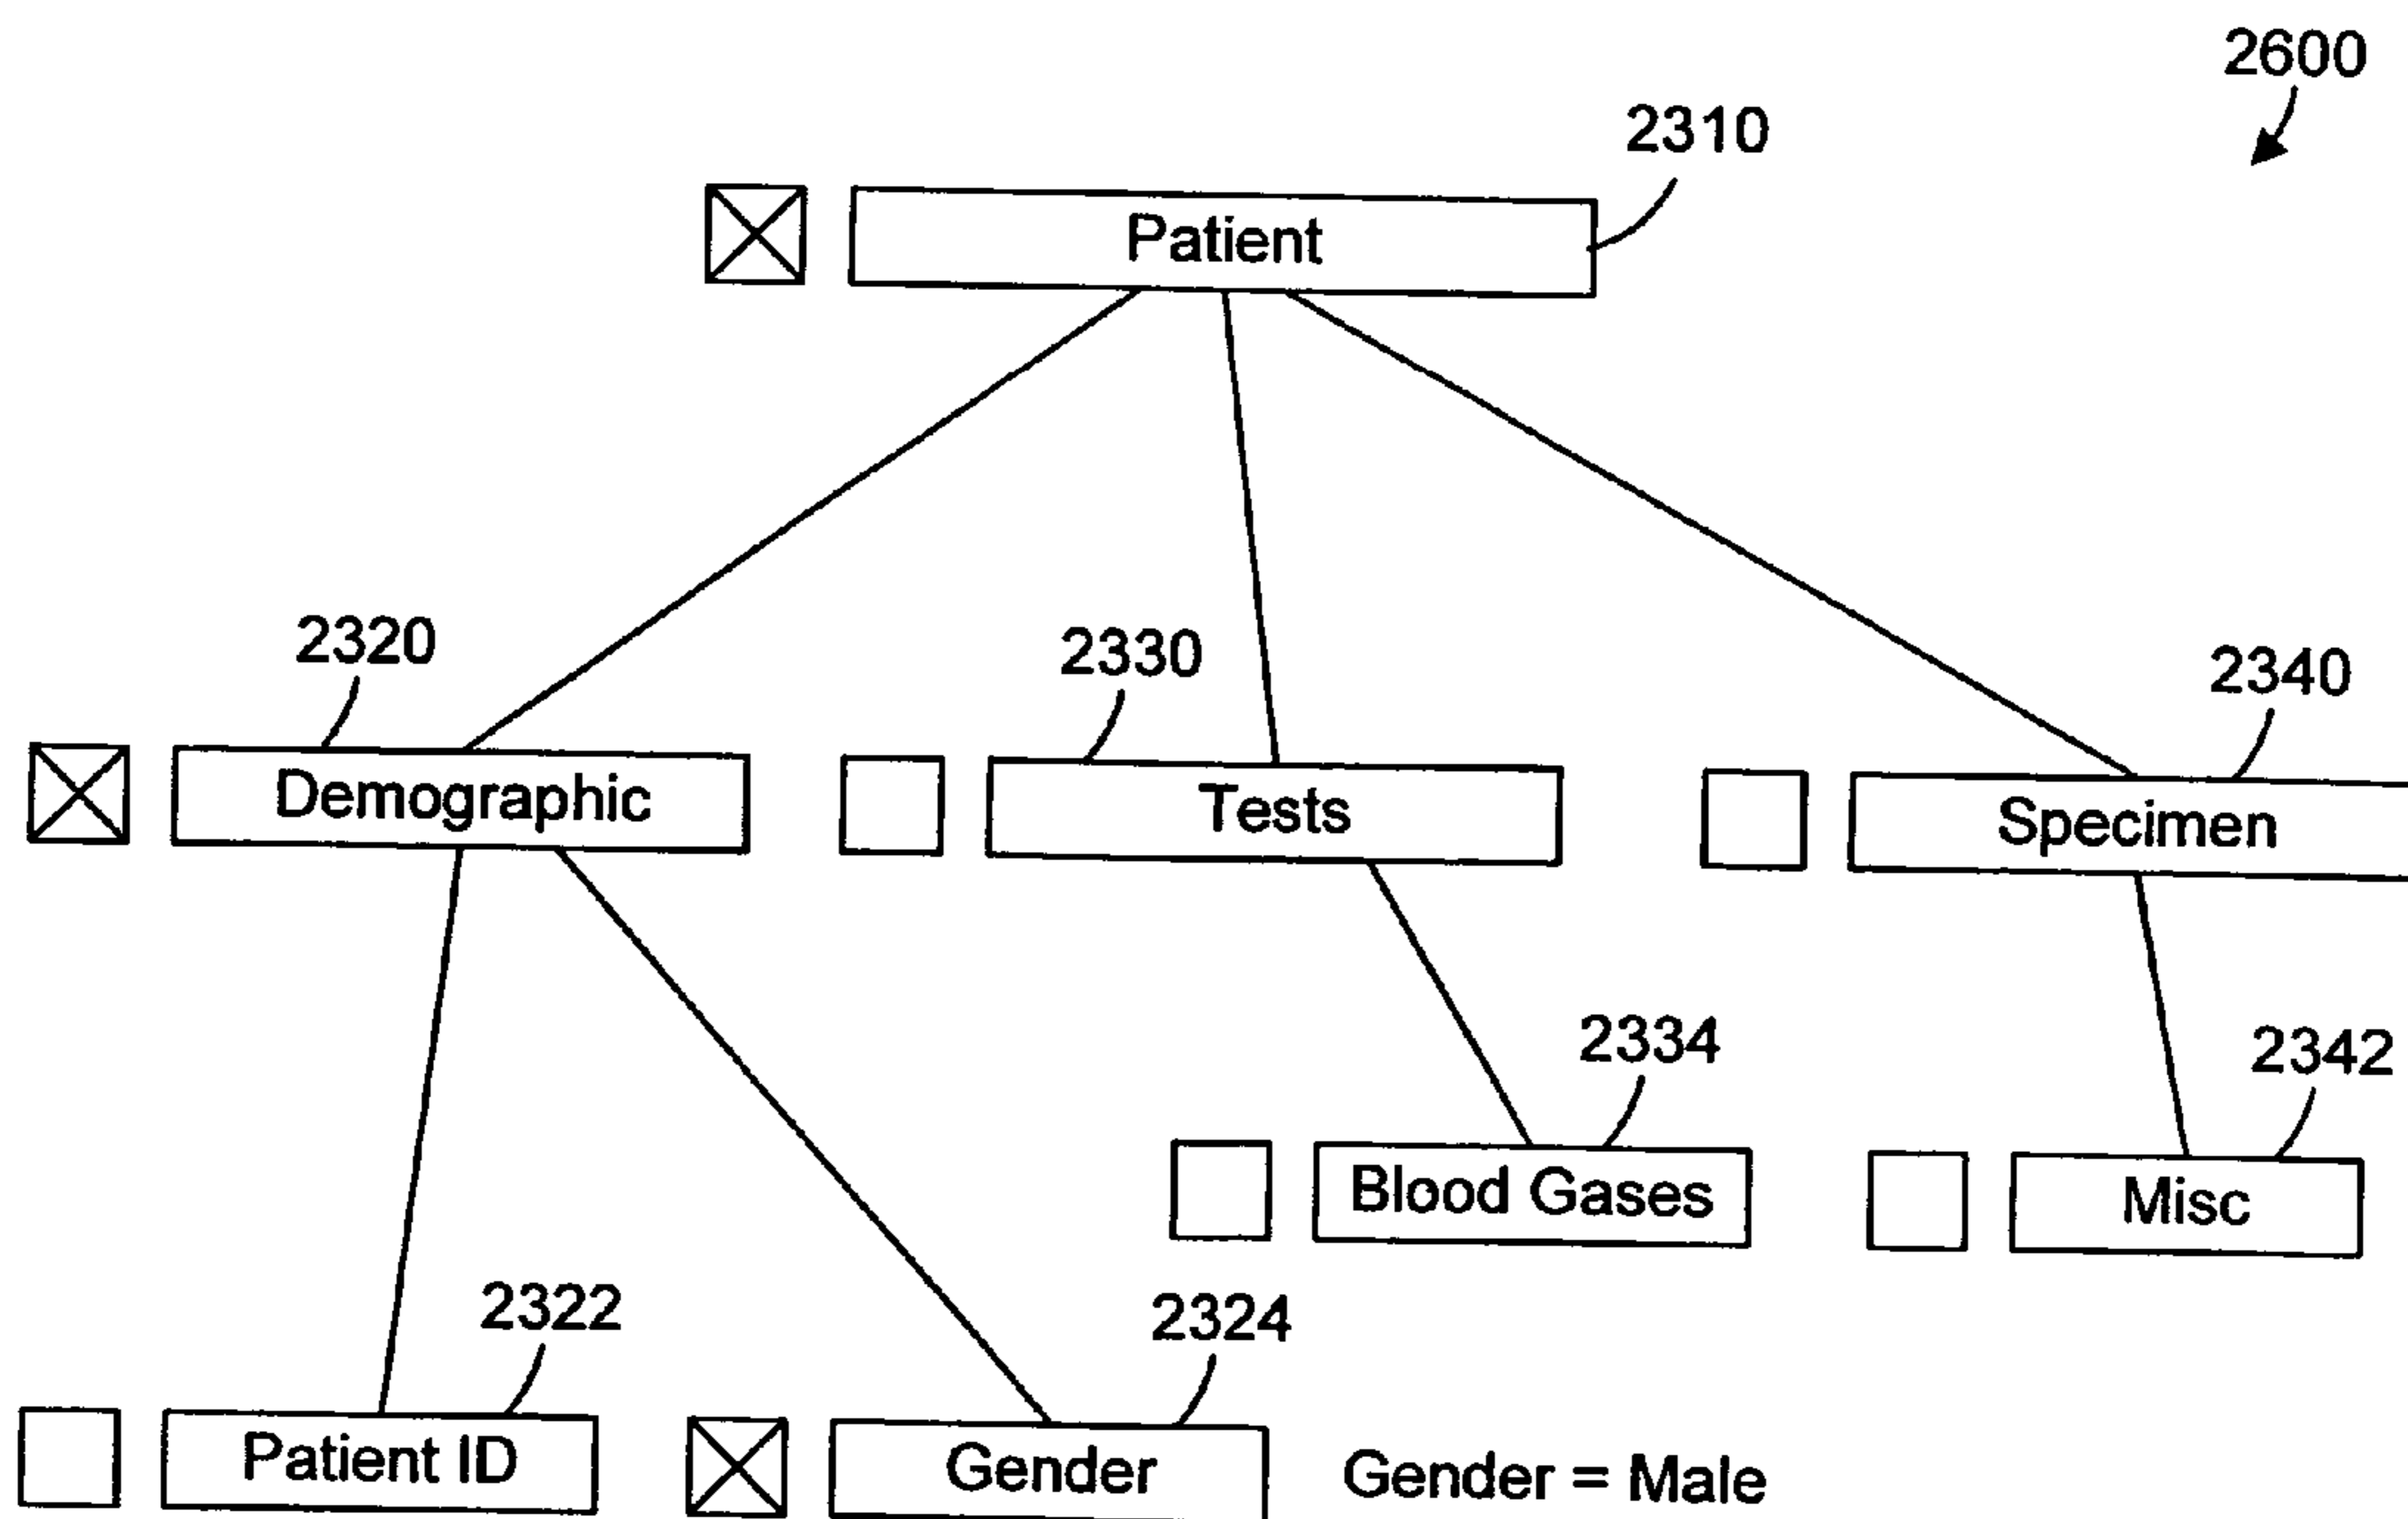 2600
2310
Patient
2320
2330
2340
Demographic
Tests
Specimen
2334
2342
Blood Gases
Misc
2322
2324
Patient ID
Gender
Gender = Male